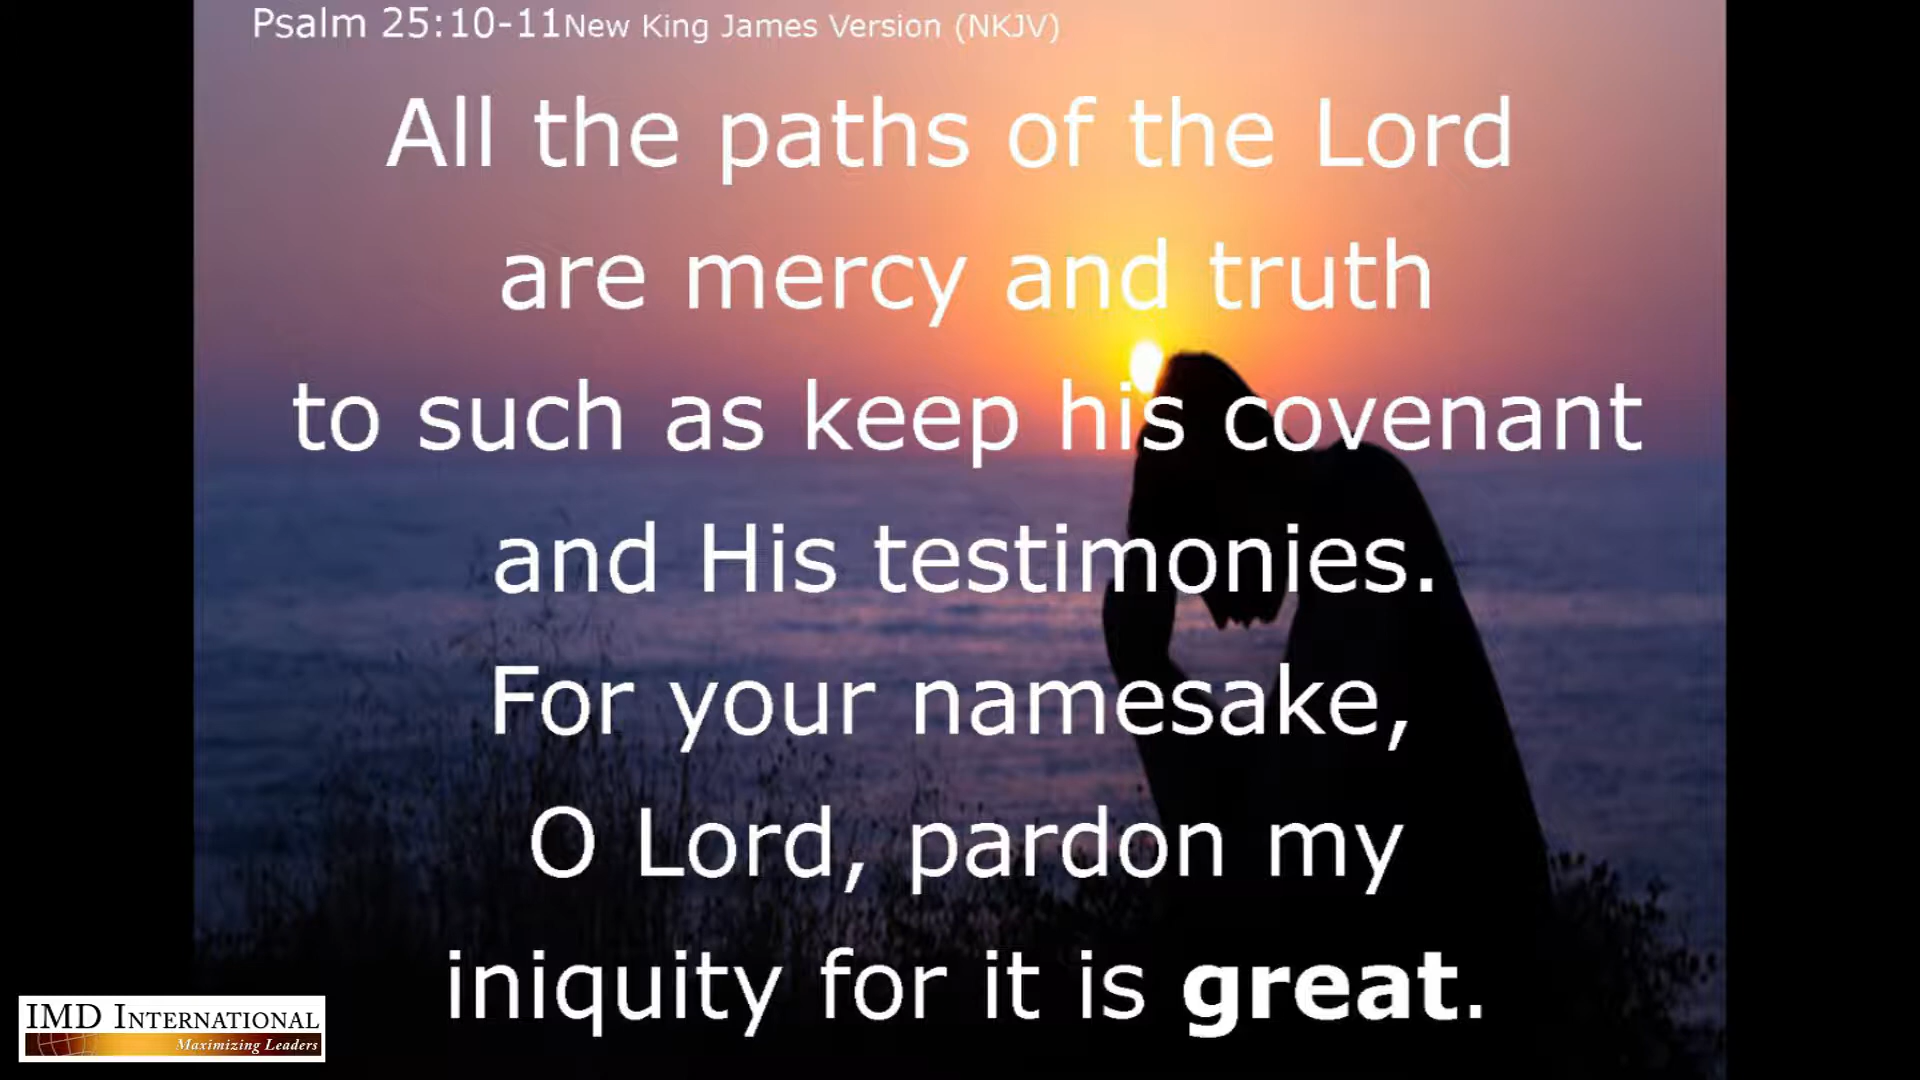 Psalm 25:10-11New King James Version (NKJV)
All the paths of the Lord
are mercy and truth
to such as keep his covenant
and His testimonies.
For your namesake,
O Lord, pardon my
iniquity for it is great.
IMD INTERNATIONAL
Maximizing Leaders